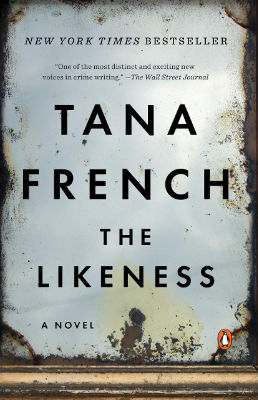 NEW YORK TIMES BESTSELLER
"One of the most distinct and exciting new
voices in crime writing." —The Wall Street Journal
TANA
FRENCH
THE
LIKENESS
A NOVEL